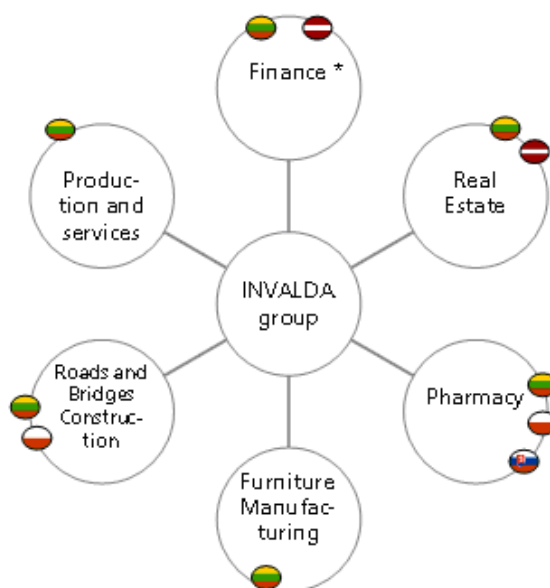 Finance *
Produc-
tion and
services
Real
Estate
INVALDA
group
Roads and
Bridges
Construc-
tion
Pharmacy
Furniture
Manufac-
turing